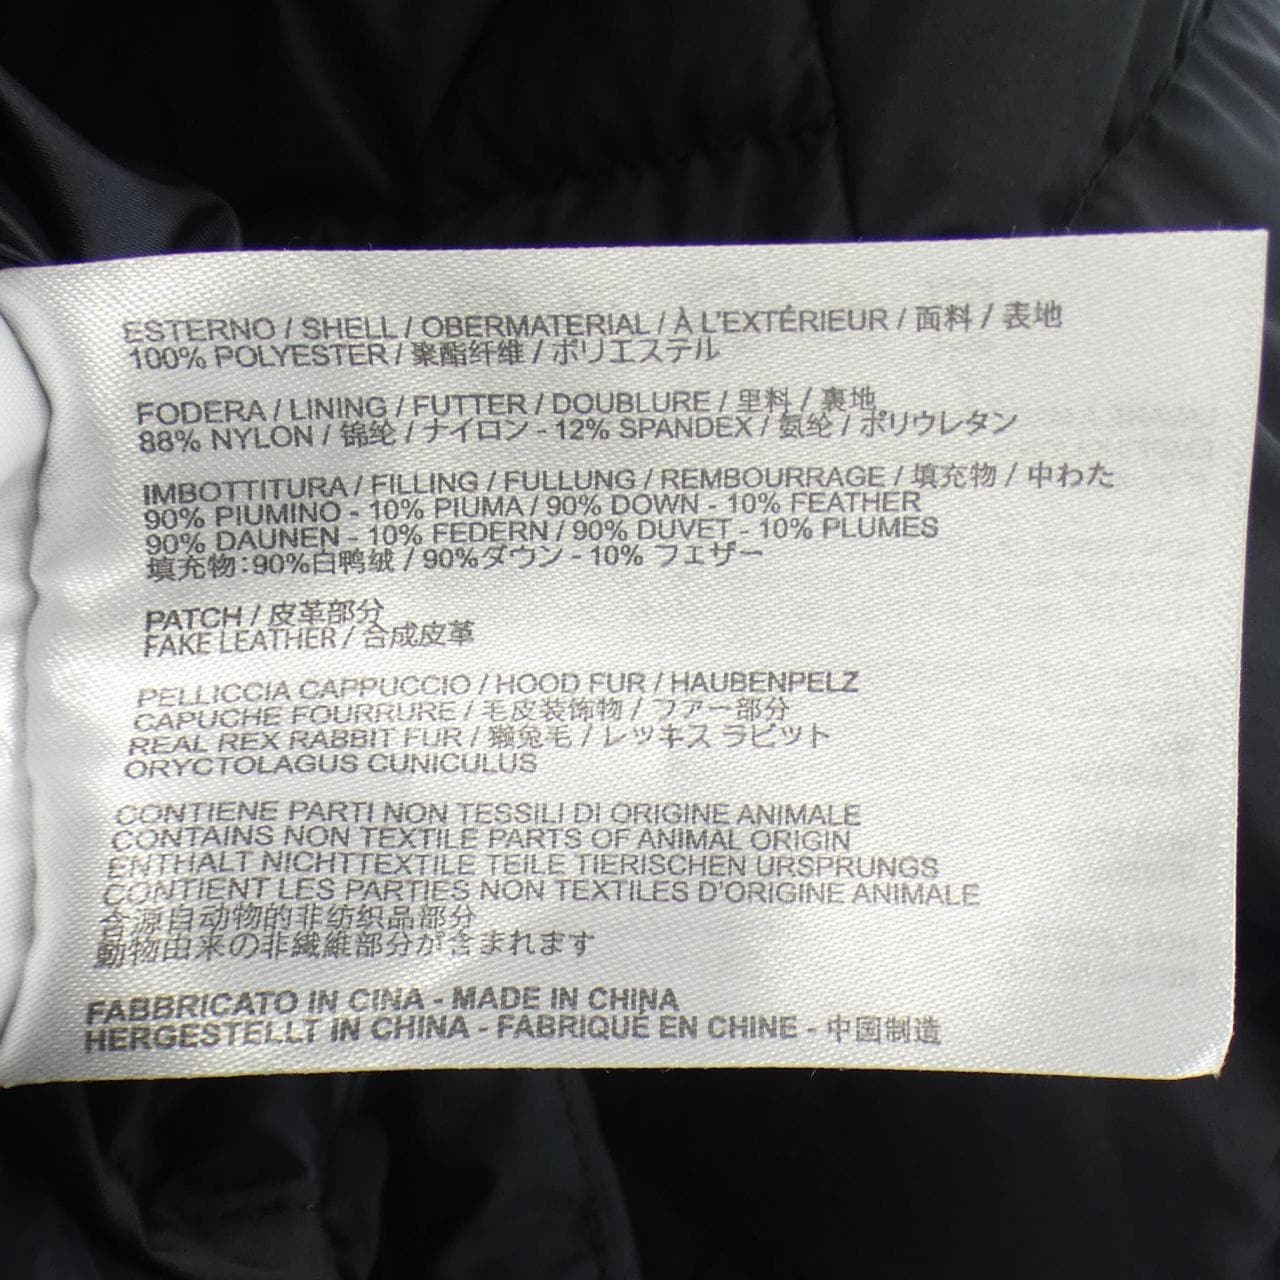 ESTERNO / SHELL / OBERMATERIAL / À L'EXTÉRIEUR / 面料 / 表地
100% POLYESTER / 聚酯纤维 / ポリエステル
FODERA / LINING / FUTTER / DOUBLURE / 里料 / 裏地
88% NYLON / 锦纶 / ナイロン - 12% SPANDEX / 氨纶 / ポリウレタン
IMBOTTITURA / FILLING / FULLUNG / REMBOURRAGE / 填充物 / 中わた
90% PIUMINO - 10% PIUMA / 90% DOWN - 10% FEATHER
90% DAUNEN - 10% FEDERN / 90% DUVET - 10% PLUMES
填充物：90%白鸭绒 / 90%ダウン - 10% フェザー
PATCH / 皮革部分
FAKE LEATHER / 合成皮革
PELLICCIA CAPPUCCIO / HOOD FUR / HAUBENPELZ
CAPUCHE FOURRURE / 毛皮装饰物 / ファー部分
REAL REX RABBIT FUR / 獭兔毛 / レッキス ラビット
ORYCTOLAGUS CUNICULUS
CONTIENE PARTI NON TESSILI DI ORIGINE ANIMALE
CONTAINS NON TEXTILE PARTS OF ANIMAL ORIGIN
ENTHALT NICHTTEXTILE TEILE TIERISCHEN URSPRUNGS
CONTIENT LES PARTIES NON TEXTILES D'ORIGINE ANIMALE
含源自动物的非纺织品部分
動物由来の非繊維部分が含まれます
FABBRICATO IN CINA - MADE IN CHINA
HERGESTELLT IN CHINA - FABRIQUÉ EN CHINE - 中国制造